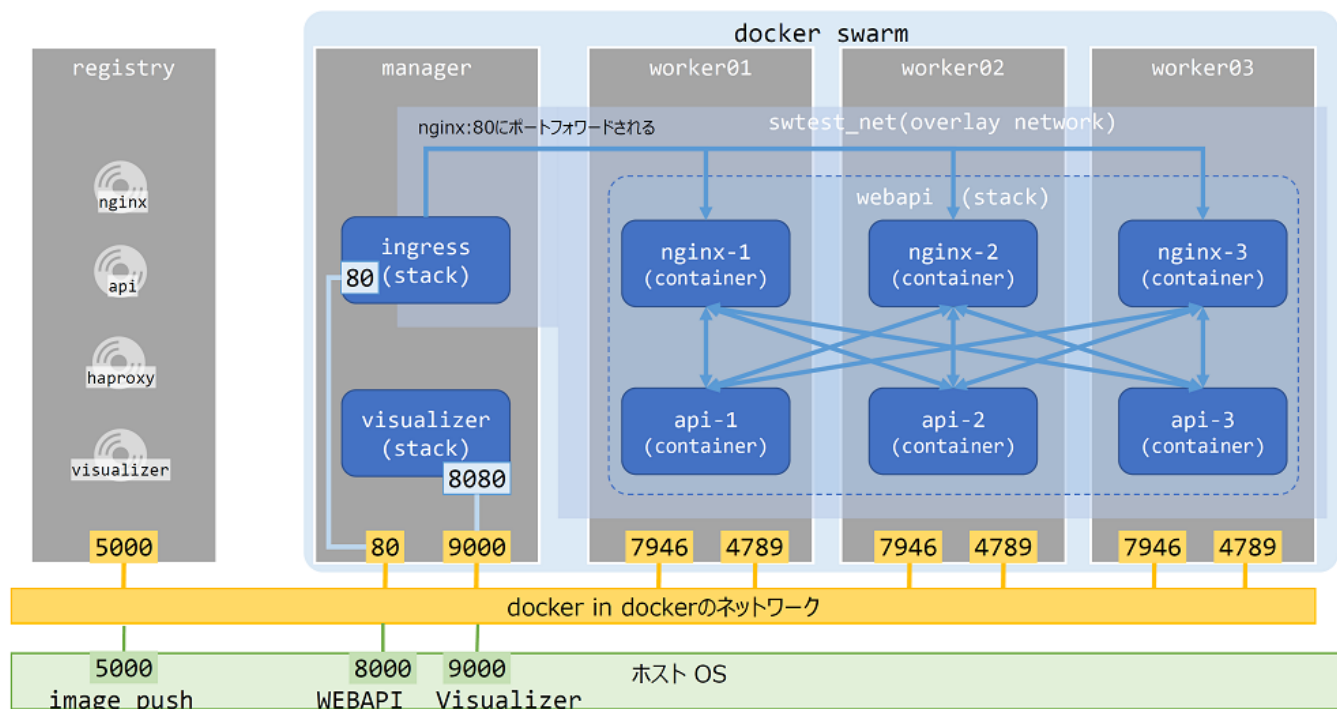 docker swarm
registry
manager
worker01
worker02
worker03
nginx:80にポートフォワードされる
swtest_net(overlay network)
nginx
api
haproxy
visualizer
webapi (stack)
ingress
(stack)
80
nginx-1
(container)
nginx-2
(container)
nginx-3
(container)
visualizer
(stack)
8080
api-1
(container)
api-2
(container)
api-3
(container)
5000
80
9000
7946
4789
7946
4789
7946
4789
docker in dockerのネットワーク
5000
8000
9000
ホスト OS
image push
WEBAPI
Visualizer